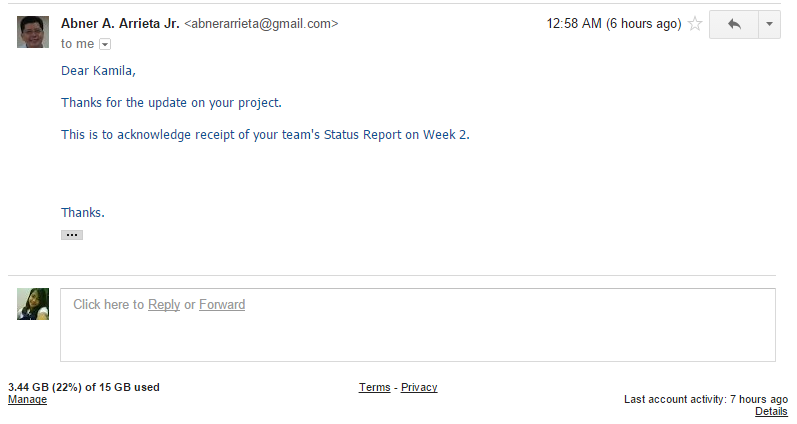 Abner A. Arrieta Jr. <abnerarrieta@gmail.com> 12:58 AM (6 hours ago)
to me
Dear Kamila,
Thanks for the update on your project.
This is to acknowledge receipt of your team's Status Report on Week 2.
Thanks.
Click here to Reply or Forward
3.44 GB (22%) of 15 GB used
Manage
Terms - Privacy
Last account activity: 7 hours ago
Details